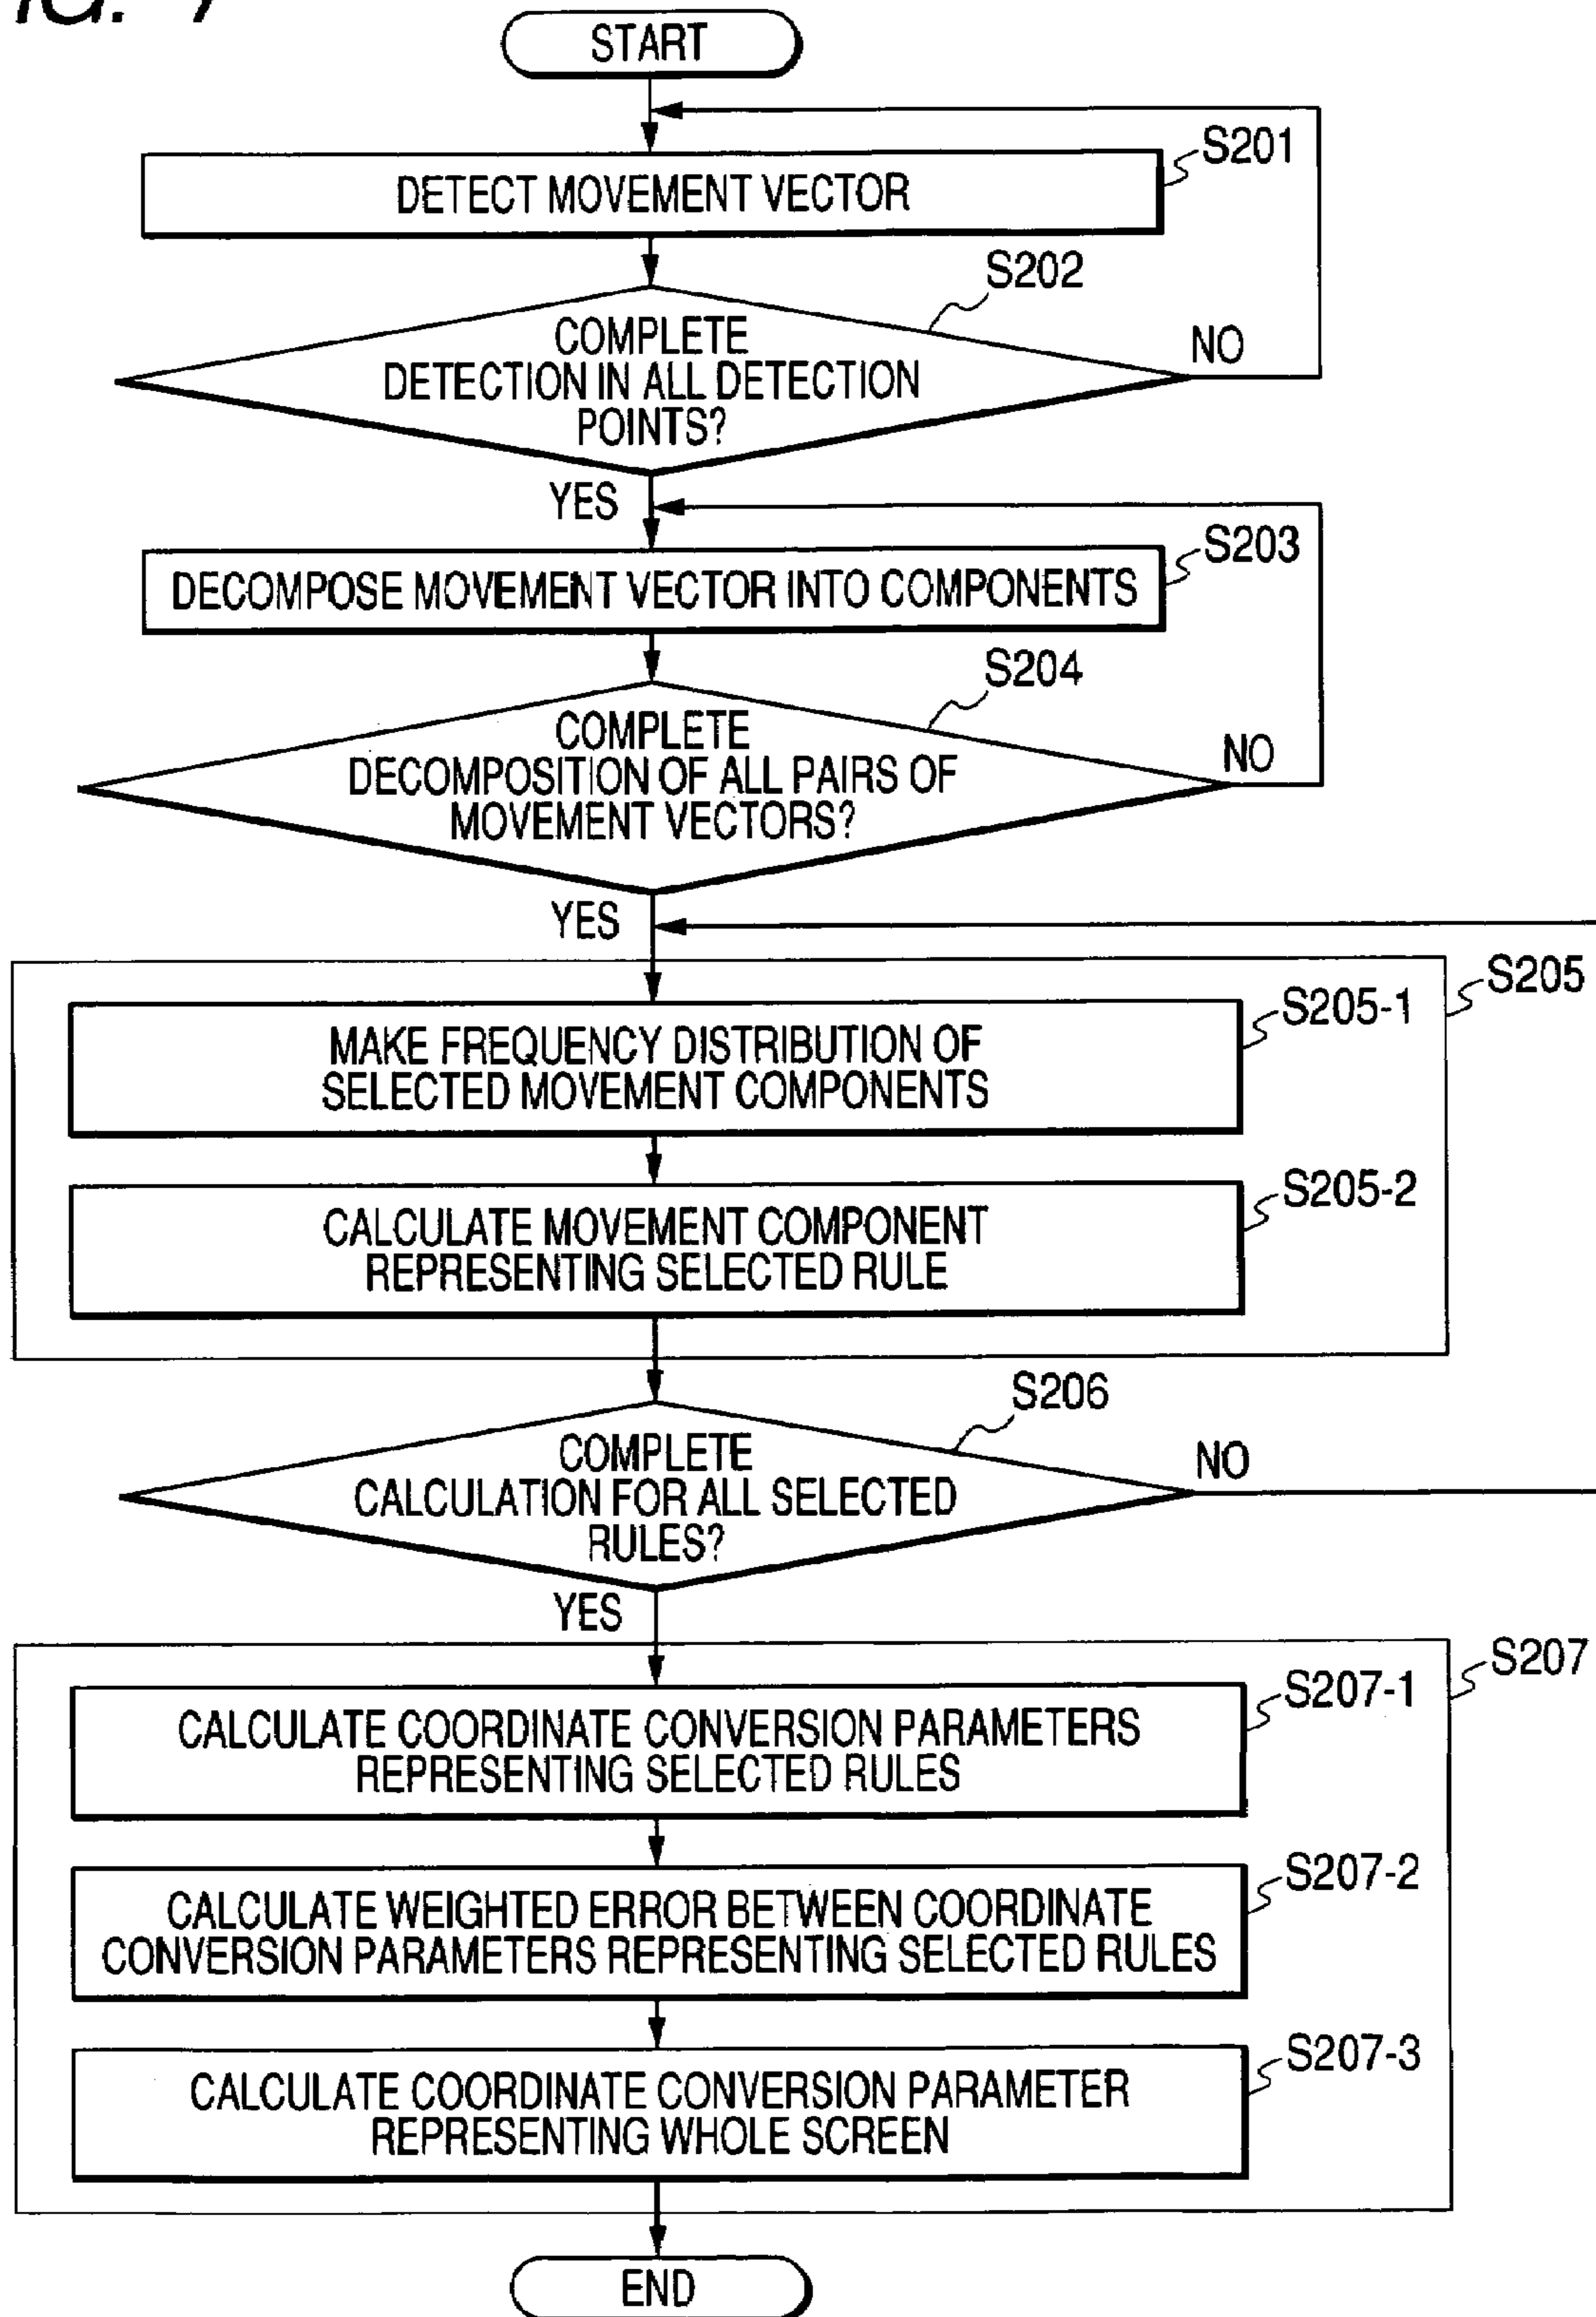 START
S201
DETECT MOVEMENT VECTOR
S202
COMPLETE
DETECTION IN ALL DETECTION
POINTS?
NO
YES
S203
DECOMPOSE MOVEMENT VECTOR INTO COMPONENTS
S204
COMPLETE
DECOMPOSITION OF ALL PAIRS OF
MOVEMENT VECTORS?
NO
YES
S205
S205-1
MAKE FREQUENCY DISTRIBUTION OF
SELECTED MOVEMENT COMPONENTS
S205-2
CALCULATE MOVEMENT COMPONENT
REPRESENTING SELECTED RULE
S206
COMPLETE
CALCULATION FOR ALL SELECTED
RULES?
NO
YES
S207
S207-1
CALCULATE COORDINATE CONVERSION PARAMETERS
REPRESENTING SELECTED RULES
S207-2
CALCULATE WEIGHTED ERROR BETWEEN COORDINATE
CONVERSION PARAMETERS REPRESENTING SELECTED RULES
S207-3
CALCULATE COORDINATE CONVERSION PARAMETER
REPRESENTING WHOLE SCREEN
END